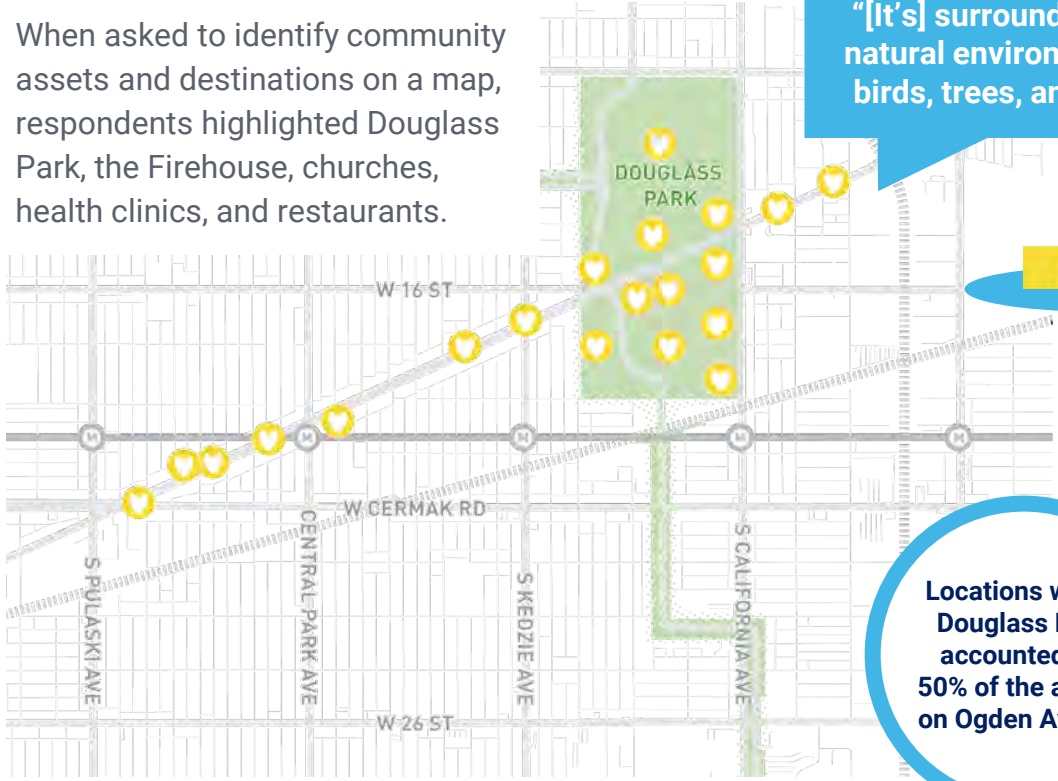 When asked to identify community
assets and destinations on a map,
respondents highlighted Douglass
Park, the Firehouse, churches,
health clinics, and restaurants.
"[It's] surround
natural environ
birds, trees, an
DOUGLASS
PARK
W 16 ST
M
M
M
M
M
W CERMAK RD
S PULASKI AVE
CENTRAL PARK AVE
S KEDZIE AVE
S CALIFORNIA AVE
W 26 ST
Locations w
Douglass
accounted
50% of the a
on Ogden A